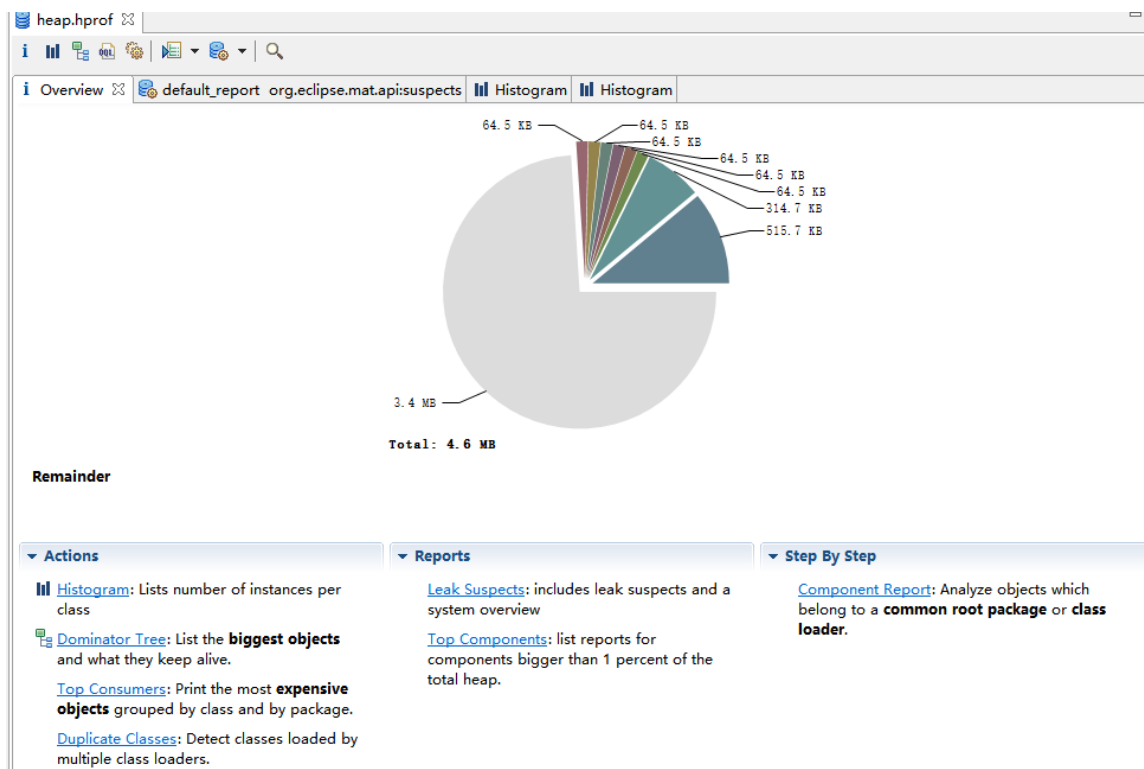 heap.hprof
i OQL
i Overview default_report org.eclipse.mat.api:suspects Histogram Histogram
64.5 KB
64.5 KB
64.5 KB
64.5 KB
64.5 KB
64.5 KB
314.7 KB
515.7 KB
3.4 MB
Total: 4.6 MB
Remainder
Actions
Histogram: Lists number of instances per
class
Dominator Tree: List the biggest objects
and what they keep alive.
Top Consumers: Print the most expensive
objects grouped by class and by package.
Duplicate Classes: Detect classes loaded by
multiple class loaders.
Reports
Leak Suspects: includes leak suspects and a
system overview
Top Components: list reports for
components bigger than 1 percent of the
total heap.
Step By Step
Component Report: Analyze objects which
belong to a common root package or class
loader.